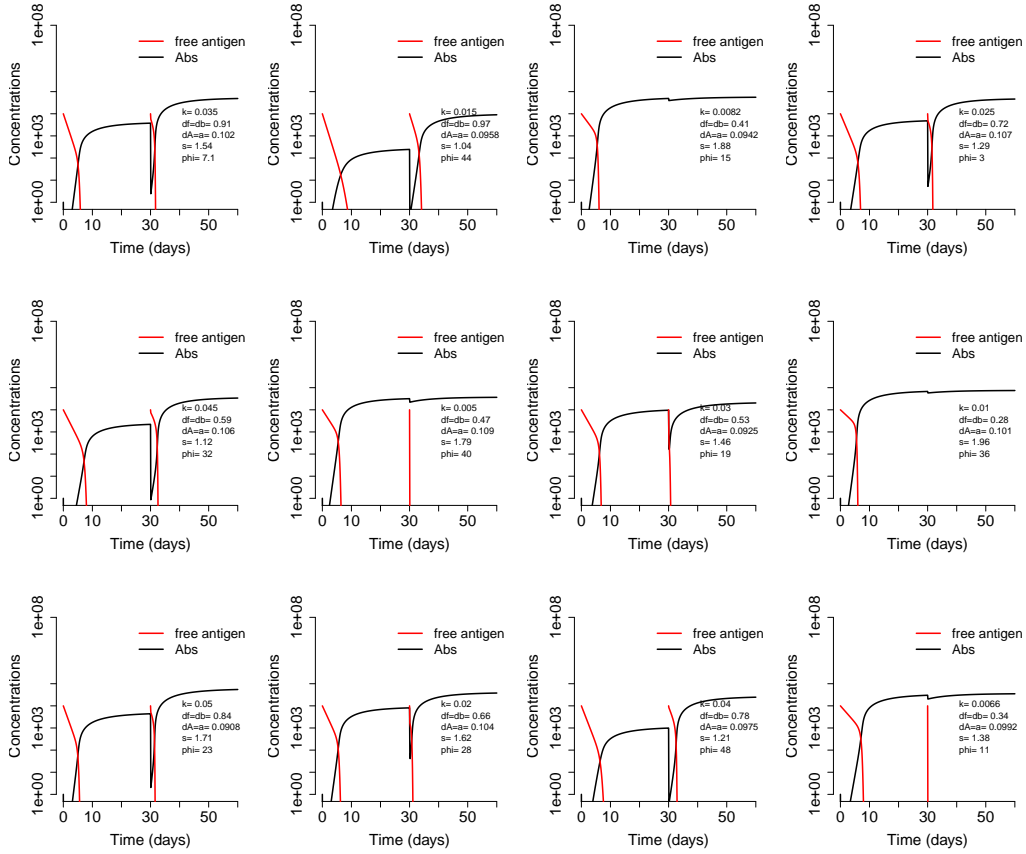 1e+08
1e+03
1e+00
Concentrations
free antigen
Abs
k= 0.035
df=db= 0.91
dA=a= 0.102
s= 1.54
phi= 7.1
0 10 30 50
Time (days)
1e+08
1e+03
1e+00
Concentrations
free antigen
Abs
k= 0.015
df=db= 0.97
dA=a= 0.0958
s= 1.04
phi= 44
0 10 30 50
Time (days)
1e+08
1e+03
1e+00
Concentrations
free antigen
Abs
k= 0.0082
df=db= 0.41
dA=a= 0.0942
s= 1.88
phi= 15
0 10 30 50
Time (days)
1e+08
1e+03
1e+00
Concentrations
free antigen
Abs
k= 0.025
df=db= 0.72
dA=a= 0.107
s= 1.29
phi= 3
0 10 30 50
Time (days)
1e+08
1e+03
1e+00
Concentrations
free antigen
Abs
k= 0.045
df=db= 0.59
dA=a= 0.106
s= 1.12
phi= 32
0 10 30 50
Time (days)
1e+08
1e+03
1e+00
Concentrations
free antigen
Abs
k= 0.005
df=db= 0.47
dA=a= 0.109
s= 1.79
phi= 40
0 10 30 50
Time (days)
1e+08
1e+03
1e+00
Concentrations
free antigen
Abs
k= 0.03
df=db= 0.53
dA=a= 0.0925
s= 1.46
phi= 19
0 10 30 50
Time (days)
1e+08
1e+03
1e+00
Concentrations
free antigen
Abs
k= 0.01
df=db= 0.28
dA=a= 0.101
s= 1.96
phi= 36
0 10 30 50
Time (days)
1e+08
1e+03
1e+00
Concentrations
free antigen
Abs
k= 0.05
df=db= 0.84
dA=a= 0.0908
s= 1.71
phi= 23
0 10 30 50
Time (days)
1e+08
1e+03
1e+00
Concentrations
free antigen
Abs
k= 0.02
df=db= 0.66
dA=a= 0.104
s= 1.62
phi= 28
0 10 30 50
Time (days)
1e+08
1e+03
1e+00
Concentrations
free antigen
Abs
k= 0.04
df=db= 0.78
dA=a= 0.0975
s= 1.21
phi= 48
0 10 30 50
Time (days)
1e+08
1e+03
1e+00
Concentrations
free antigen
Abs
k= 0.0066
df=db= 0.34
dA=a= 0.0992
s= 1.38
phi= 11
0 10 30 50
Time (days)